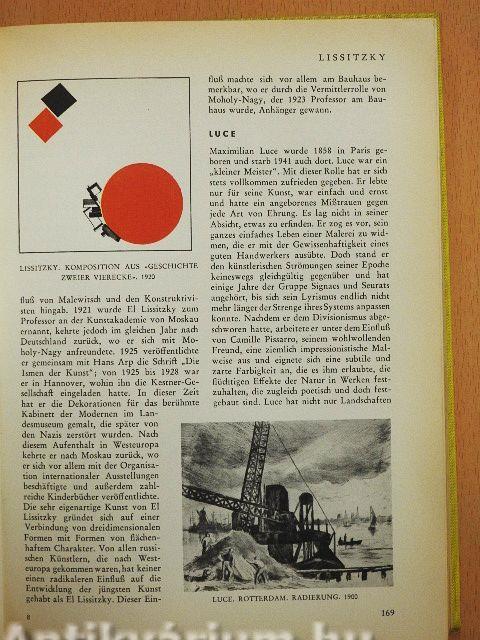 LISSITZKY
LISSITZKY. KOMPOSITION AUS «GESCHICHTE
ZWEIER VIERECKE». 1920
fluß von Malewitsch und den Konstruktivi-
sten hingab. 1921 wurde El Lissitzky zum
Professor an der Kunstakademie von Moskau
ernannt, kehrte jedoch im gleichen Jahr nach
Deutschland zurück, wo er sich mit Mo-
holy-Nagy anfreundete. 1925 veröffentlichte
er gemeinsam mit Hans Arp die Schrift „Die
Ismen der Kunst“; von 1925 bis 1928 war
er in Hannover, wohin ihn die Kestner-Ge-
sellschaft eingeladen hatte. In dieser Zeit
hat er die Dekorationen für das berühmte
Kabinett der Modernen im Lan-
desmuseum gemalt, die später von
den Nazis zerstört wurden. Nach
diesem Aufenthalt in Westeuropa
kehrte er nach Moskau zurück, wo
er sich vor allem mit der Organisa-
tion internationaler Ausstellungen
beschäftigte und außerdem zahl-
reiche Kinderbücher veröffentlichte.
Die sehr eigenartige Kunst von El
Lissitzky gründet sich auf einer
Verbindung von dreidimensionalen
Formen mit Formen von flächen-
haftem Charakter. Von allen russi-
schen Künstlern, die nach West-
europa gekommen waren, hat keiner
einen radikaleren Einfluß auf die
Entwicklung der jüngsten Kunst
gehabt als El Lissitzky. Dieser Ein-
8
fluß machte sich vor allem am Bauhaus be-
merkbar, wo er durch die Vermittlerrolle von
Moholy-Nagy, der 1923 Professor am Bau-
haus wurde, Anhänger gewann.
LUCE
Maximilian Luce wurde 1858 in Paris ge-
boren und starb 1941 auch dort. Luce war ein
„kleiner Meister“. Mit dieser Rolle hat er sich
stets vollkommen zufrieden gegeben. Er lebte
nur für seine Kunst, war einfach und ernst
und hatte ein angeborenes Mißtrauen gegen
jede Art von Ehrung. Es lag nicht in seiner
Absicht, etwas zu erfinden. Er zog es vor, sein
ganzes einfaches Leben einer Malerei zu wid-
men, die er mit der Gewissenhaftigkeit eines
guten Handwerkers ausübte. Doch stand er
den künstlerischen Strömungen seiner Epoche
keineswegs gleichgültig gegenüber und hat
einige Jahre der Gruppe Signacs und Seurats
angehört, bis sich sein Lyrismus endlich nicht
mehr länger der Strenge ihres Systems anpassen
konnte. Nachdem er dem Divisionismus abge-
schworen hatte, arbeitete er unter dem Einfluß
von Camille Pissarro, seinem wohlwollenden
Freund, eine ziemlich impressionistische Mal-
weise aus und eignete sich eine subtile und
zarte Farbigkeit an, die es ihm erlaubte, die
flüchtigen Effekte der Natur in Werken festzu-
halten, die zugleich poetisch und doch fest-
gebaut sind. Luce hat nicht nur Landschaften
LUCE. ROTTERDAM. RADIERUNG. 1900
169